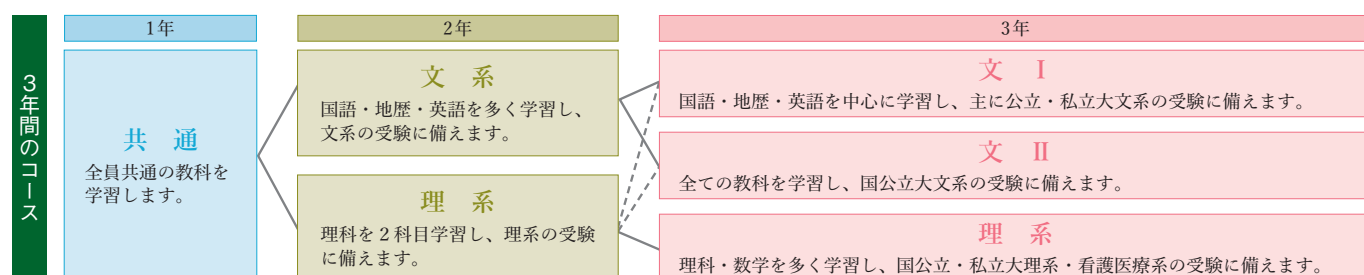 3年間のコース
1年
2年
3年
共 通
全員共通の教科を
学習します。
文 系
国語・地歴・英語を多く学習し、
文系の受験に備えます。
理 系
理科を2科目学習し、理系の受験
に備えます。
文 Ⅰ
国語・地歴・英語を中心に学習し、主に公立・私立大文系の受験に備えます。
文 Ⅱ
全ての教科を学習し、国公立大文系の受験に備えます。
理 系
理科・数学を多く学習し、国公立・私立大理系・看護医療系の受験に備えます。